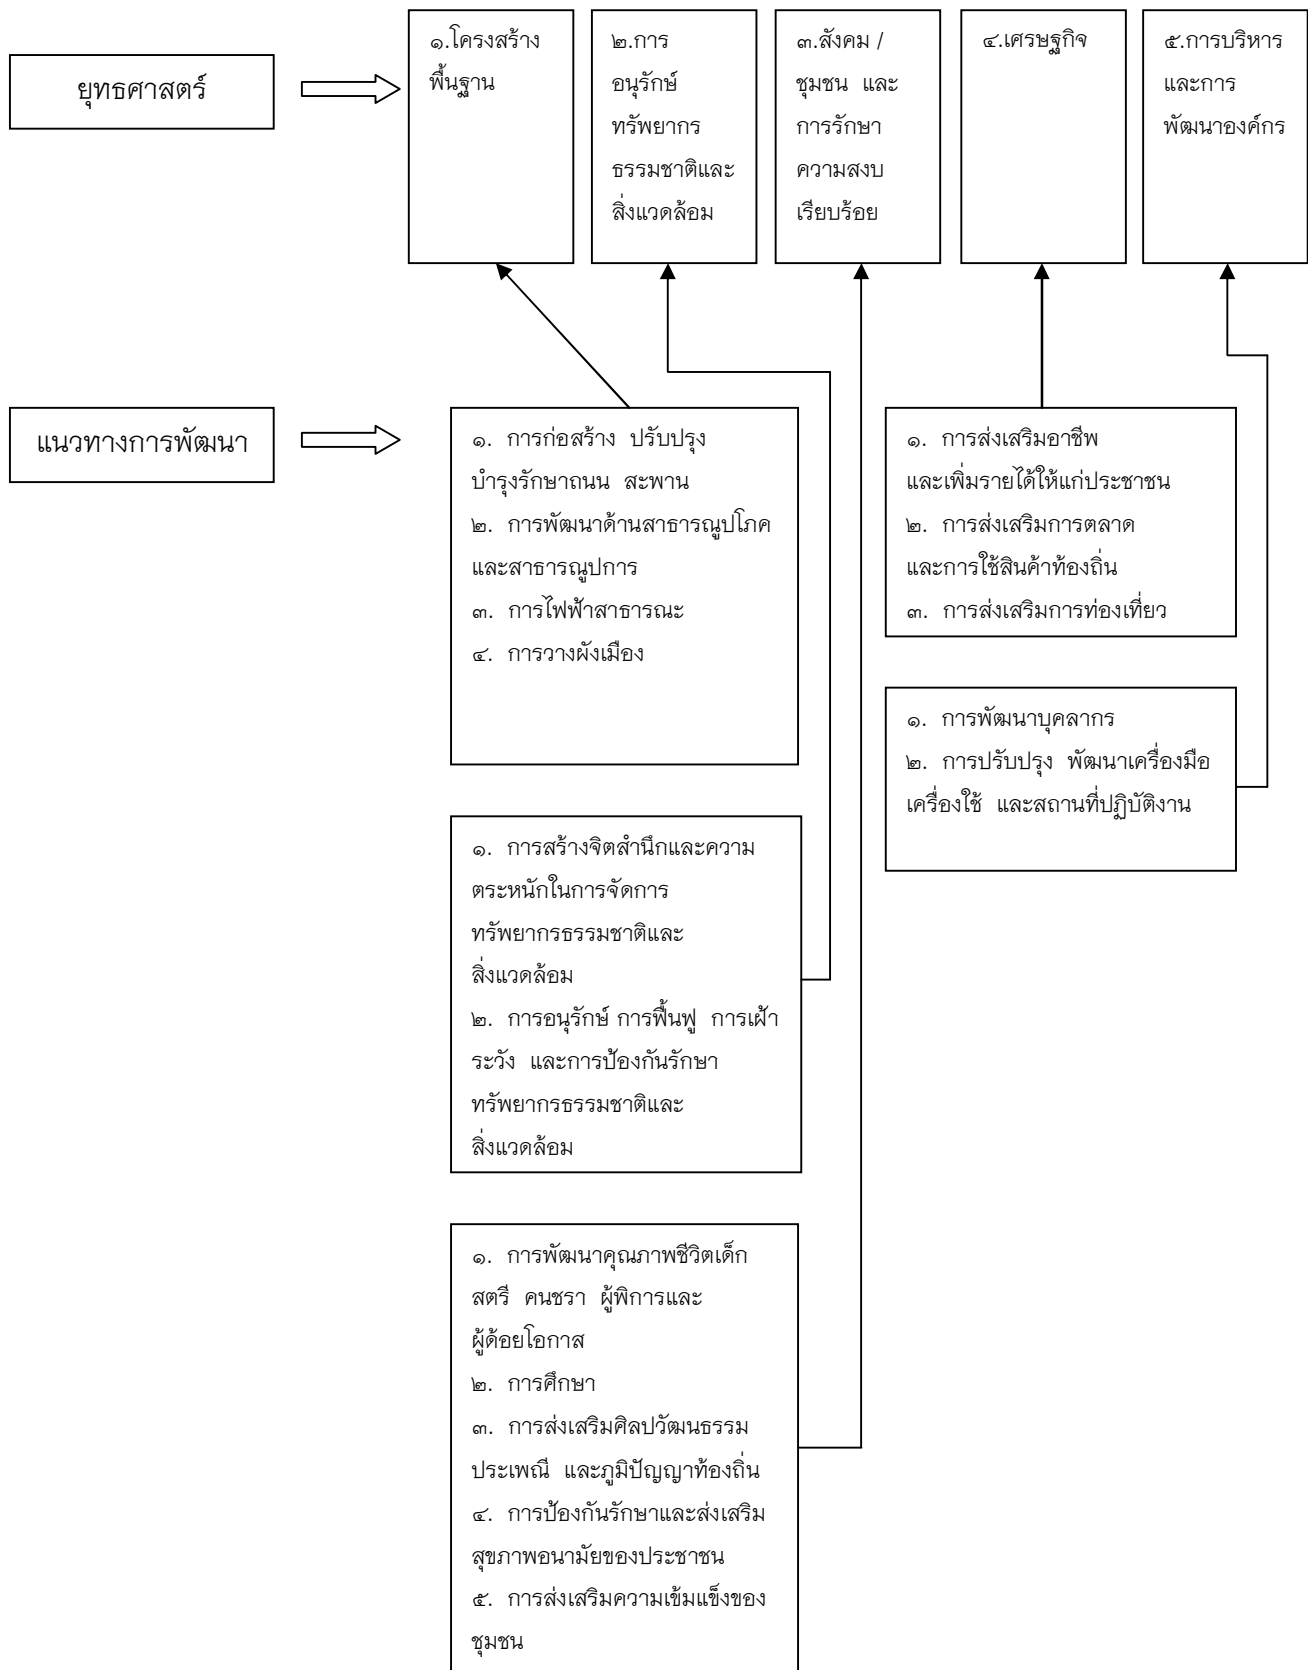 ยุทธศาสตร์
๑.โครงสร้าง
พื้นฐาน
๒.การ
อนุรักษ์
ทรัพยากร
ธรรมชาติและ
สิ่งแวดล้อม
๓.สังคม /
ชุมชน และ
การรักษา
ความสงบ
เรียบร้อย
๔.เศรษฐกิจ
๕.การบริหาร
และการ
พัฒนาองค์กร
แนวทางการพัฒนา
๑. การก่อสร้าง ปรับปรุง
บำรุงรักษาถนน สะพาน
๒. การพัฒนาด้านสาธารณูปโภค
และสาธารณูปการ
๓. การไฟฟ้าสาธารณะ
๔. การวางผังเมือง
๑. การส่งเสริมอาชีพ
และเพิ่มรายได้ให้แก่ประชาชน
๒. การส่งเสริมการตลาด
และการใช้สินค้าท้องถิ่น
๓. การส่งเสริมการท่องเที่ยว
๑. การพัฒนาบุคลากร
๒. การปรับปรุง พัฒนาเครื่องมือ
เครื่องใช้ และสถานที่ปฏิบัติงาน
๑. การสร้างจิตสำนึกและความ
ตระหนักในการจัดการ
ทรัพยากรธรรมชาติและ
สิ่งแวดล้อม
๒. การอนุรักษ์ การฟื้นฟู การเฝ้า
ระวัง และการป้องกันรักษา
ทรัพยากรธรรมชาติและ
สิ่งแวดล้อม
๑. การพัฒนาคุณภาพชีวิตเด็ก
สตรี คนชรา ผู้พิการและ
ผู้ด้อยโอกาส
๒. การศึกษา
๓. การส่งเสริมศิลปวัฒนธรรม
ประเพณี และภูมิปัญญาท้องถิ่น
๔. การป้องกันรักษาและส่งเสริม
สุขภาพอนามัยของประชาชน
๕. การส่งเสริมความเข้มแข็งของ
ชุมชน